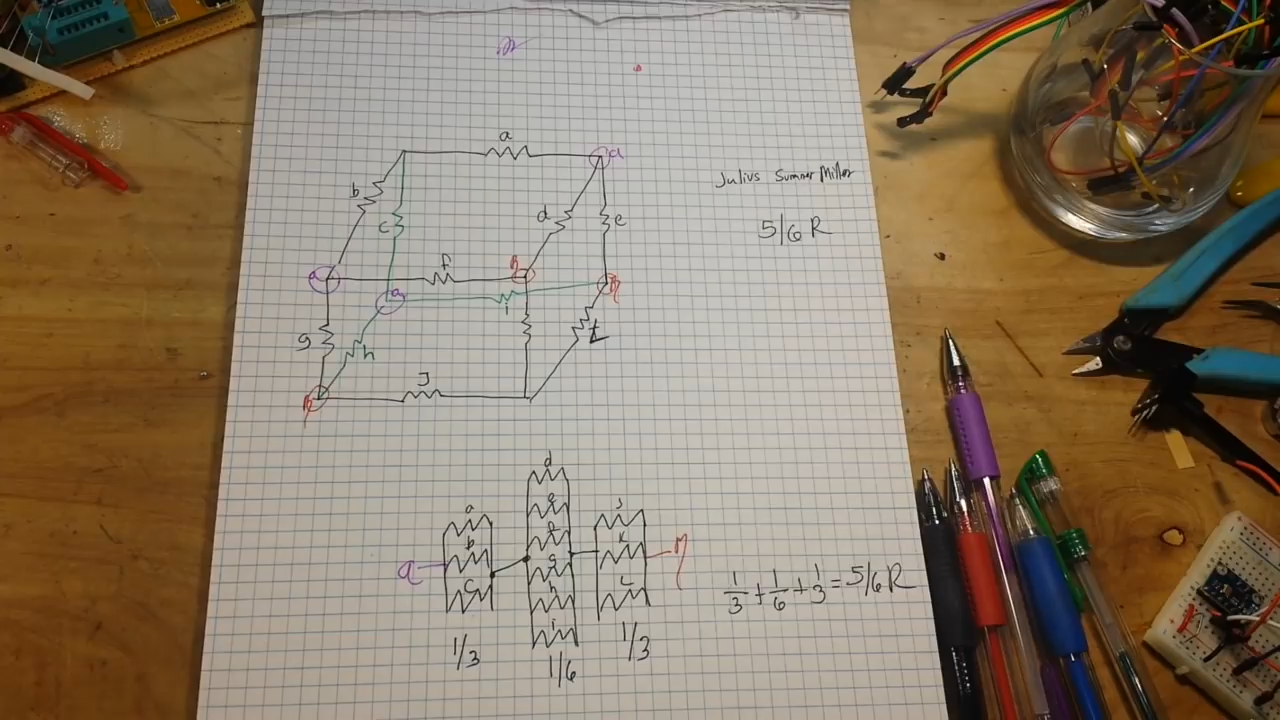 a
a
b
d
e
c
f
η
a
a
η
i
g
h
t
J
η
Julius Sumner Miller
5/6 R
d
a
e
J
b
f
K
a
g
η
c
h
L
i
1/3
1/6
1/3
1/3 + 1/6 + 1/3 = 5/6 R